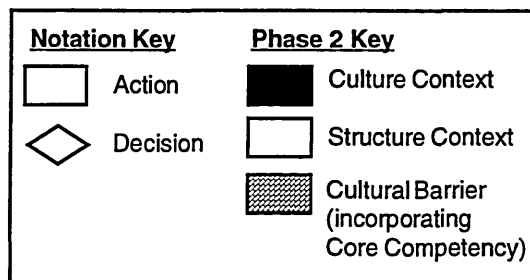 Notation Key
Action
Decision
Phase 2 Key
Culture Context
Structure Context
Cultural Barrier
(incorporating
Core Competency)